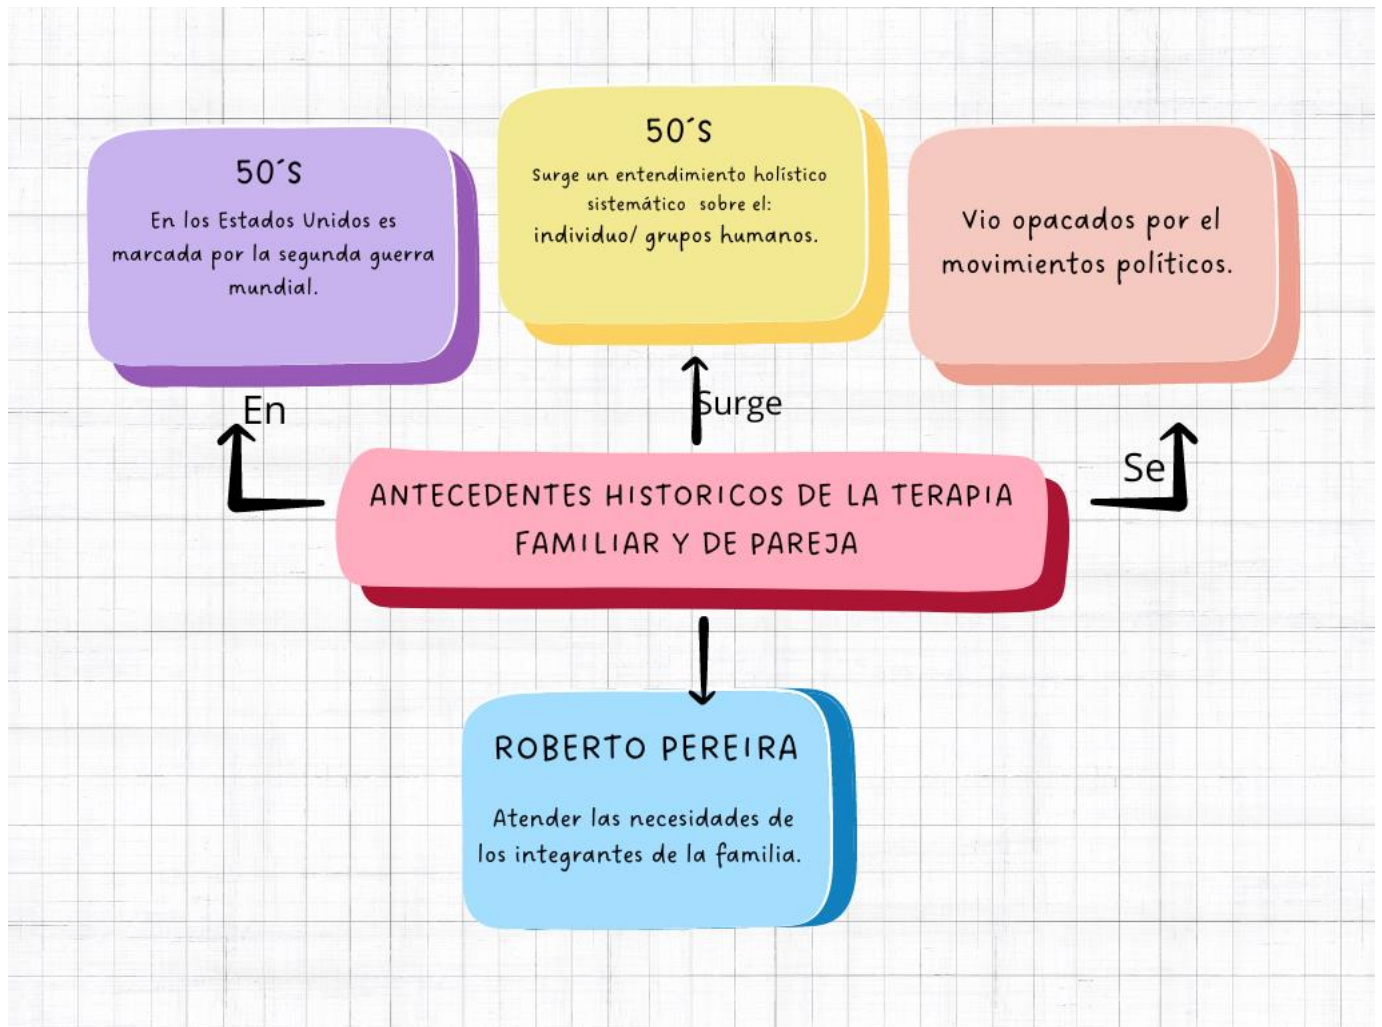 50´S
En los Estados Unidos es
marcada por la segunda guerra
mundial.
50´S
Surge un entendimiento holístico
sistemático sobre el:
individuo/ grupos humanos.
Vio opacados por el
movimientos políticos.
En
Surge
Se
ANTECEDENTES HISTORICOS DE LA TERAPIA
FAMILIAR Y DE PAREJA
ROBERTO PEREIRA
Atender las necesidades de
los integrantes de la familia.